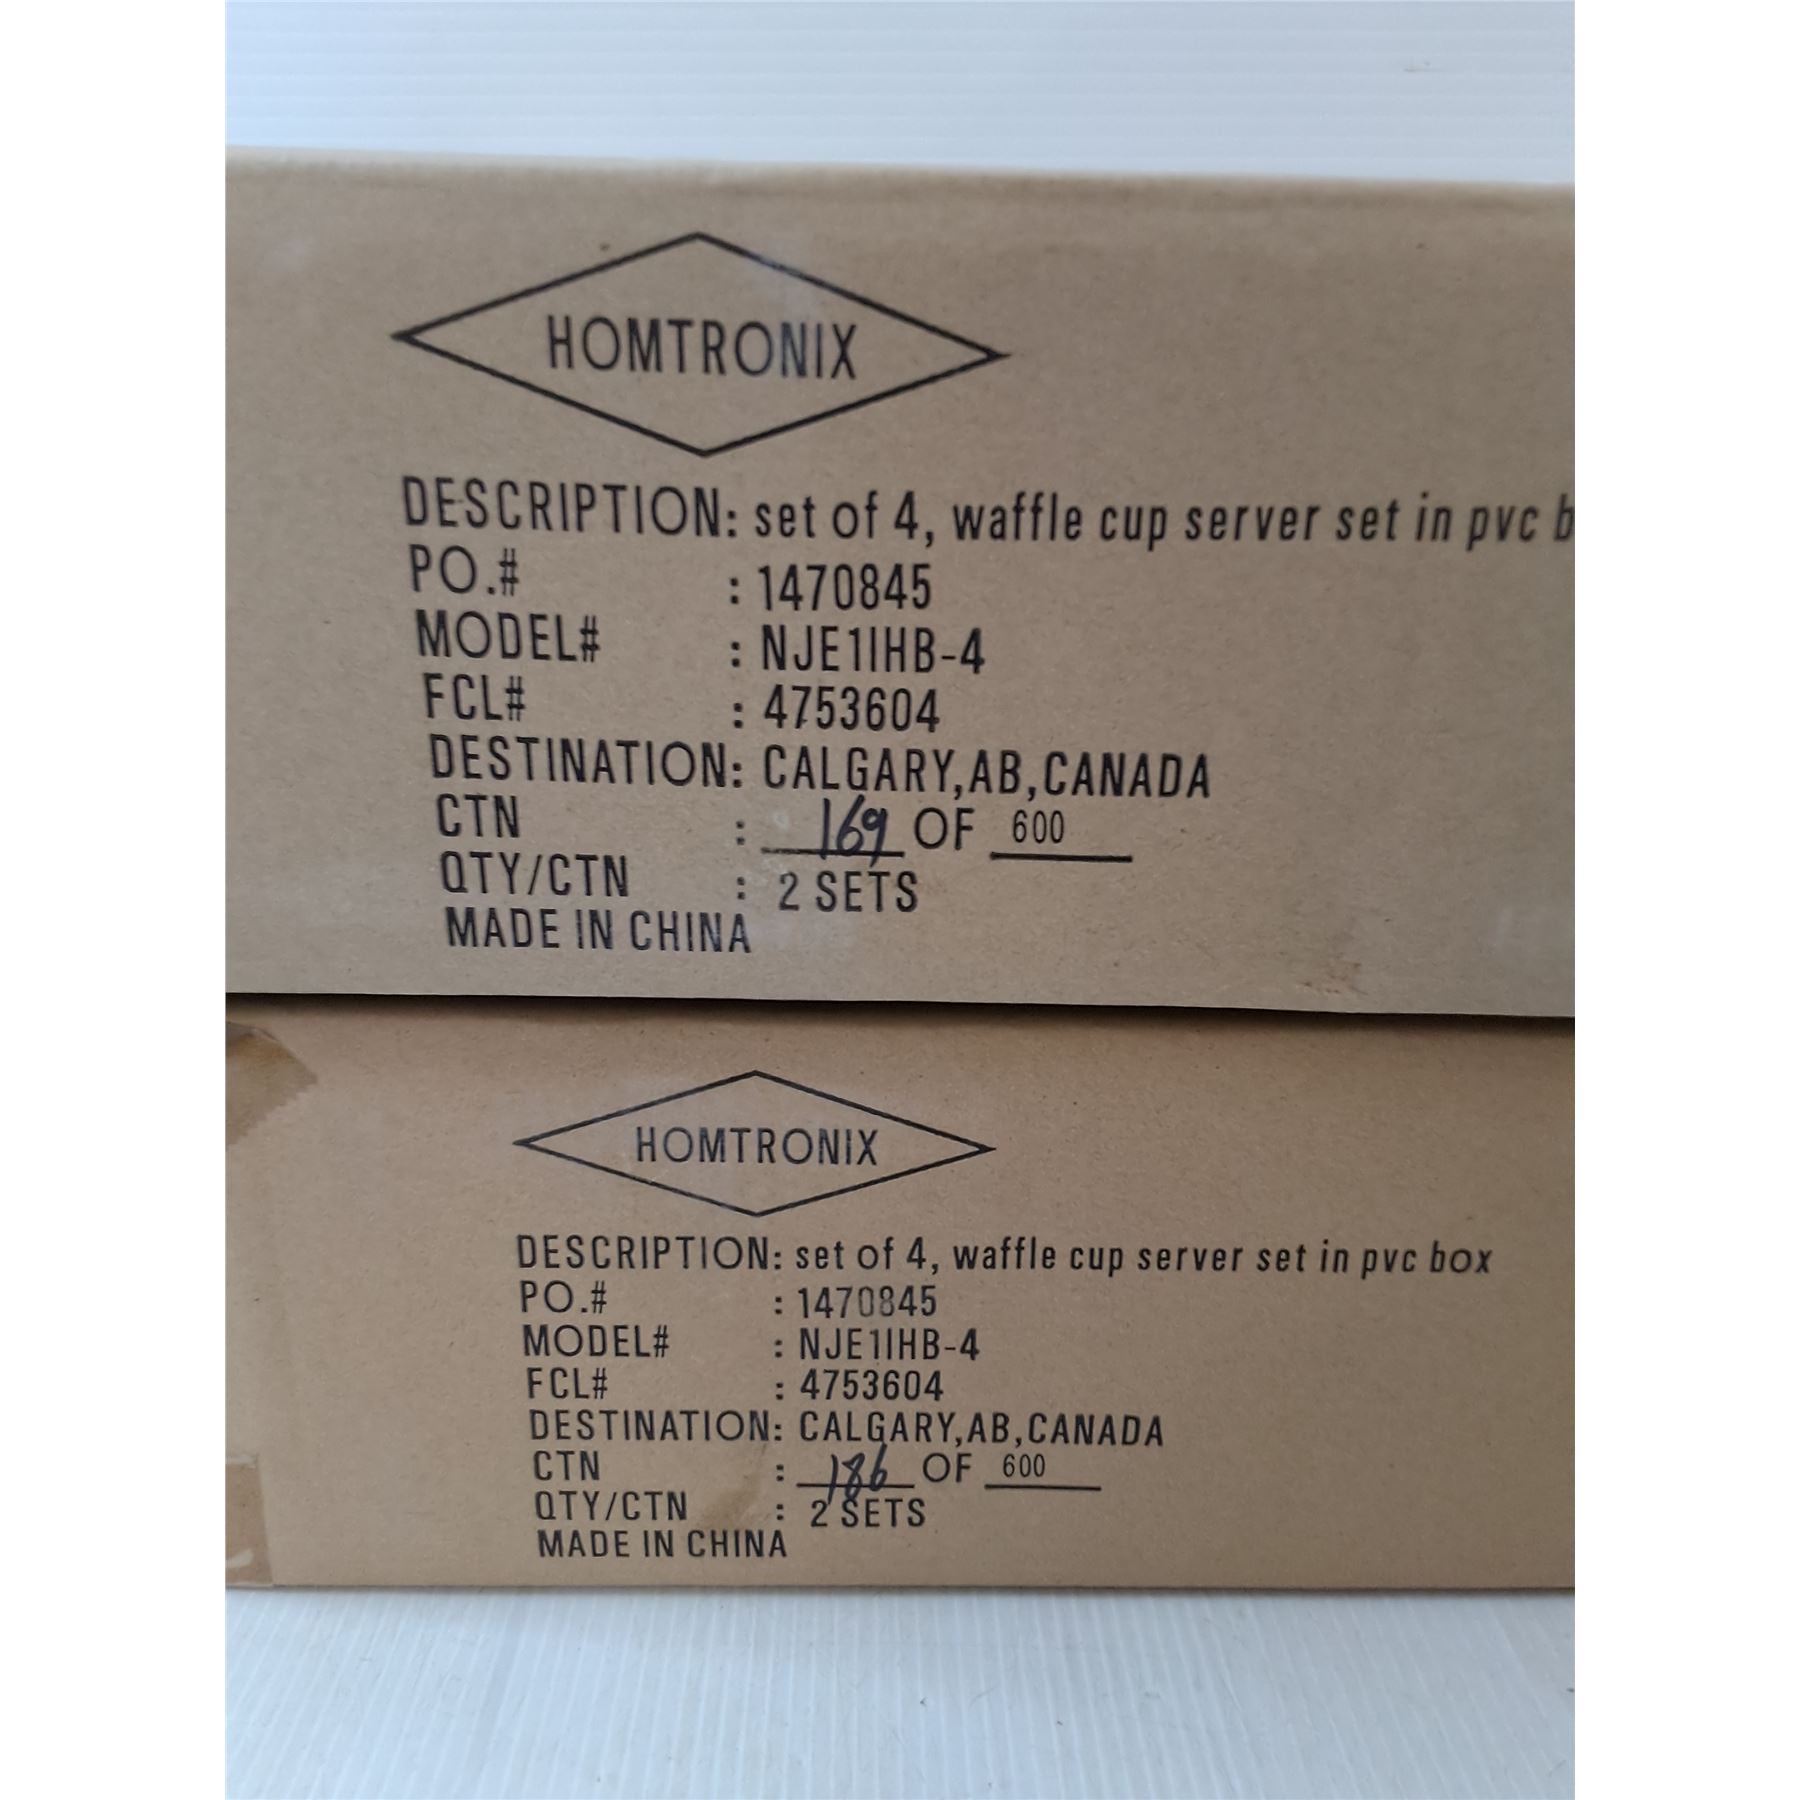 HOMTRONIX
DESCRIPTION: set of 4, waffle cup server set in pvc b
PO.# : 1470845
MODEL# : NJE1IHB-4
FCL# : 4753604
DESTINATION: CALGARY,AB,CANADA
CTN : 169 OF 600
QTY/CTN : 2 SETS
MADE IN CHINA
HOMTRONIX
DESCRIPTION: set of 4, waffle cup server set in pvc box
PO.# : 1470845
MODEL# : NJE1IHB-4
FCL# : 4753604
DESTINATION: CALGARY,AB,CANADA
CTN : 186 OF 600
QTY/CTN : 2 SETS
MADE IN CHINA